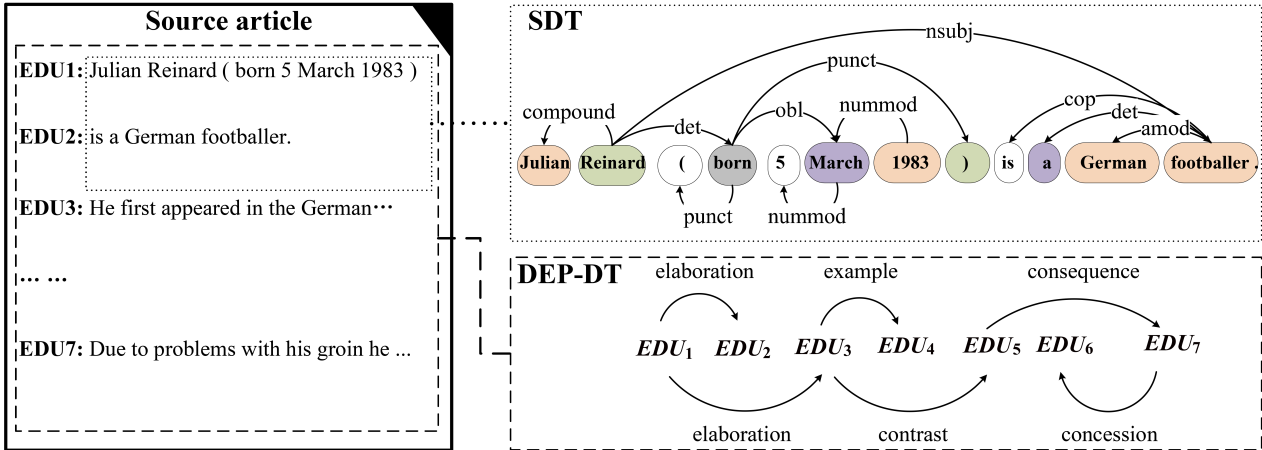 Source article
EDU1: Julian Reinard ( born 5 March 1983 )
EDU2: is a German footballer.
EDU3: He first appeared in the German···
··· ···
EDU7: Due to problems with his groin he ...
SDT
nsubj
punct
compound
det
obl
nummod
cop
det
amod
Julian Reinard ( born 5 March 1983 ) is a German footballer .
punct
nummod
DEP-DT
elaboration example consequence
EDU1 EDU2 EDU3 EDU4 EDU5 EDU6 EDU7
elaboration contrast concession